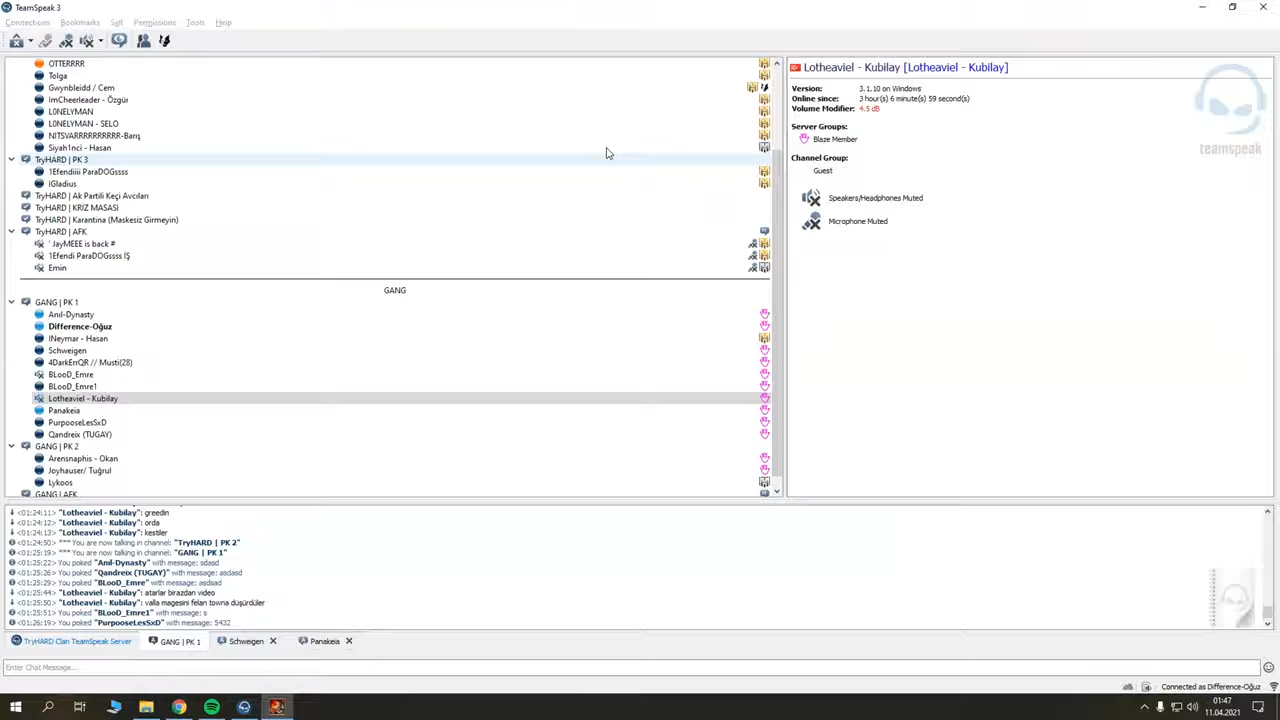 TeamSpeak 3
Connections Bookmarks Self Permissions Tools Help
OTTERRRR
Tolga
Gwynbleidd / Cem
ImCheerleader - Özgür
L0NELYMAN
L0NELYMAN - SELO
NITSVARRRRRRRRRR-Barış
Siyah1nci - Hasan
TryHARD | PK 3
1Efendiiii ParaDOGssss
IGladius
TryHARD | Ak Partili Keçi Avcıları
TryHARD | KRİZ MASASI
TryHARD | Karantina (Maskesiz Girmeyin)
TryHARD | AFK
' JayMEEE is back #
1Efendi ParaDOGssss IŞ
Emin
GANG
GANG | PK 1
Anıl-Dynasty
Difference-Oğuz
INeymar - Hasan
Schweigen
4DarkEnQR // Musti(28)
BLooD_Emre
BLooD_Emre1
Lotheaviel - Kubilay
Panakeia
PurpooseLesSxD
Qandreix (TUGAY)
GANG | PK 2
Arensnaphis - Okan
Joyhauser/ Tuğrul
Lykoos
GANG | AFK
Lotheaviel - Kubilay [Lotheaviel - Kubilay]
Version: 3.1.10 on Windows
Online since: 3 hour(s) 6 minute(s) 59 second(s)
Volume Modifier: 4.5 dB
Server Groups:
Blaze Member
Channel Group:
Guest
Speakers/Headphones Muted
Microphone Muted
teamspeak
<01:24:11> "Lotheaviel - Kubilay": greedin
<01:24:12> "Lotheaviel - Kubilay": orda
<01:24:13> "Lotheaviel - Kubilay": kestiler
<01:24:50> *** You are now talking in channel: "TryHARD | PK 2"
<01:25:19> *** You are now talking in channel: "GANG | PK 1"
<01:25:22> You poked "Anıl-Dynasty" with message: sdasd
<01:25:26> You poked "Qandreix (TUGAY)" with message: asdasd
<01:25:29> You poked "BLooD_Emre" with message: asdsad
<01:25:44> "Lotheaviel - Kubilay": atarlar birazdan video
<01:25:50> "Lotheaviel - Kubilay": valla magesini felan towna düşürdüler
<01:25:51> You poked "BLooD_Emre1" with message: s
<01:26:19> You poked "PurpooseLesSxD" with message: 5432
TryHARD Clan TeamSpeak Server GANG | PK 1 Schweigen Panakeia
Enter Chat Message...
Connected as Difference-Oğuz
01:47
11.04.2021